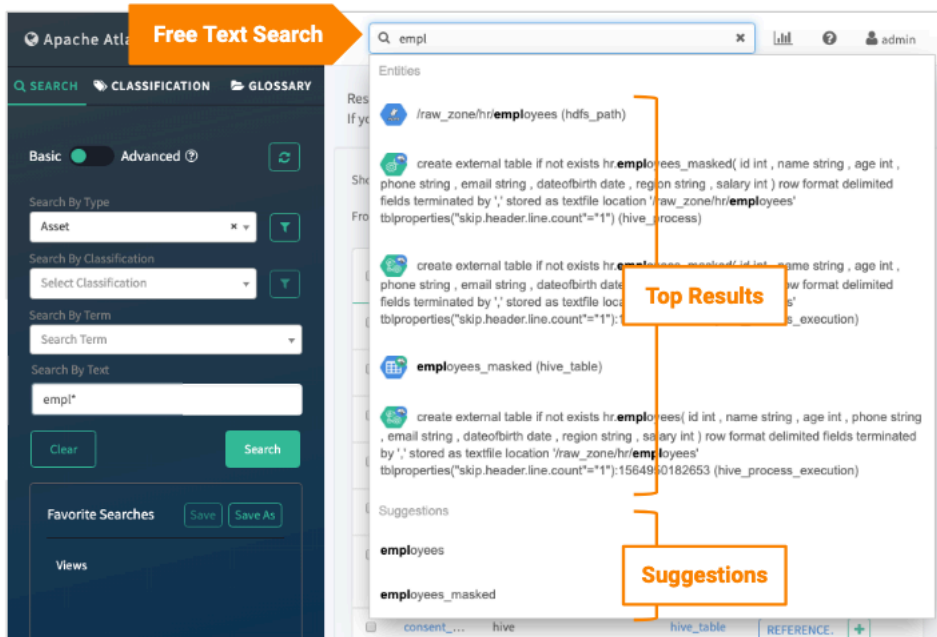 Apache Atla
Free Text Search
empl
admin
SEARCH
CLASSIFICATION
GLOSSARY
Basic
Advanced
Search By Type
Asset
Search By Classification
Select Classification
Search By Term
Search Term
Search By Text
empl*
Clear
Search
Favorite Searches
Save
Save As
Views
Res
If yo
Sho
Fro
Entities
/raw_zone/hr/employees (hdfs_path)
create external table if not exists hr.employees_masked( id int , name string , age int ,
phone string , email string , dateofbirth date , region string , salary int ) row format delimited
fields terminated by ',' stored as textfile location '/raw_zone/hr/employees'
tblproperties("skip.header.line.count"="1") (hive_process)
create external table if not exists hr.employees_masked( id int , name string , age int ,
phone string , email string , dateofbirth date
ow format delimited
fields terminated by ',' stored as textfile loca
s'
tblproperties("skip.header.line.count"="1"):1
s_execution)
Top Results
employees_masked (hive_table)
create external table if not exists hr.employees( id int , name string , age int , phone string
, email string , dateofbirth date , region string , salary int ) row format delimited fields terminated
by ',' stored as textfile location '/raw_zone/hr/employees'
tblproperties("skip.header.line.count"="1"):1564950182653 (hive_process_execution)
Suggestions
employees
Suggestions
employees_masked
consent_...
hive
hive_table
REFERENCE.
+